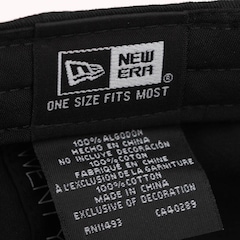 NEW
ERA®
ONE SIZE FITS MOST
100% ALGODON
HECHO EN CHINA
NO INCLUYE DECORACION
100% COTON
FABRIQUE EN CHINE
A L'EXCLUSION DE LA GARNITURE
100% COTTON
MADE IN CHINA
EXCLUSIVE OF DECORATION
RN11493 CA40289